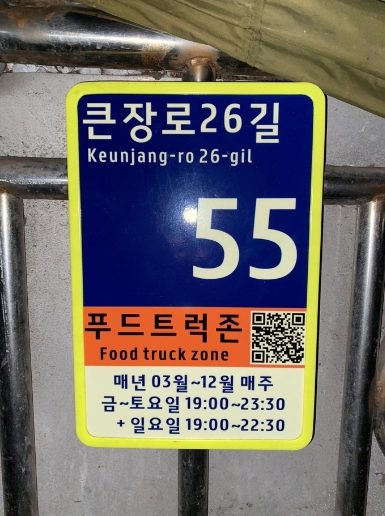 큰장로26길
Keunjang-ro 26-gil
55
푸드트럭존
Food truck zone
매년 03월~12월 매주
금~토요일 19:00~23:30
+ 일요일 19:00~22:30